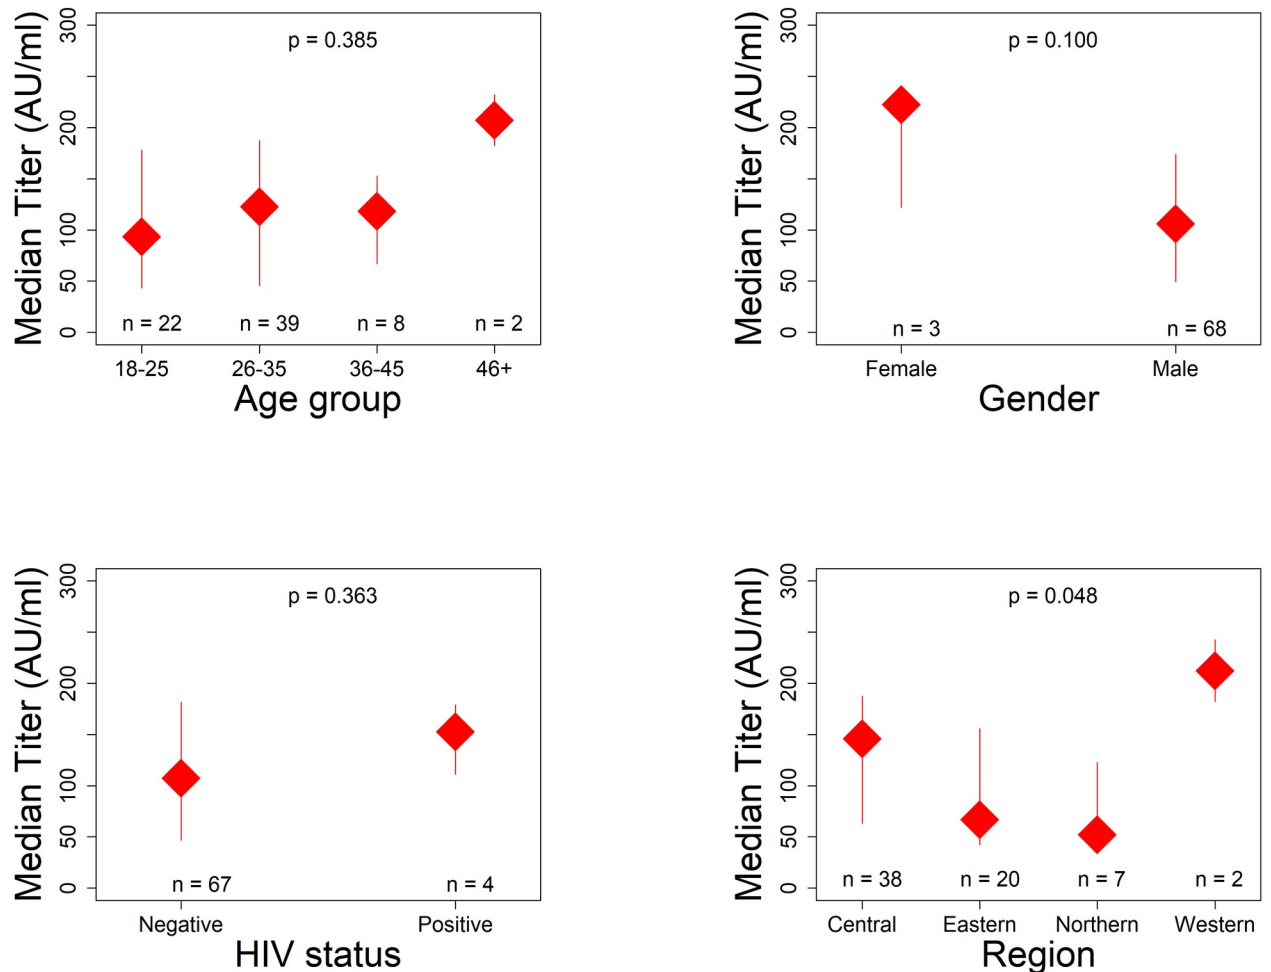 Median Titer (AU/ml)
300
200
100
50
0
p = 0.385
n = 22
n = 39
n = 8
n = 2
18-25
26-35
36-45
46+
Age group
Median Titer (AU/ml)
300
200
100
50
0
p = 0.100
n = 3
n = 68
Female
Male
Gender
Median Titer (AU/ml)
300
200
100
50
0
p = 0.363
n = 67
n = 4
Negative
Positive
HIV status
Median Titer (AU/ml)
300
200
100
50
0
p = 0.048
n = 38
n = 20
n = 7
n = 2
Central
Eastern
Northern
Western
Region